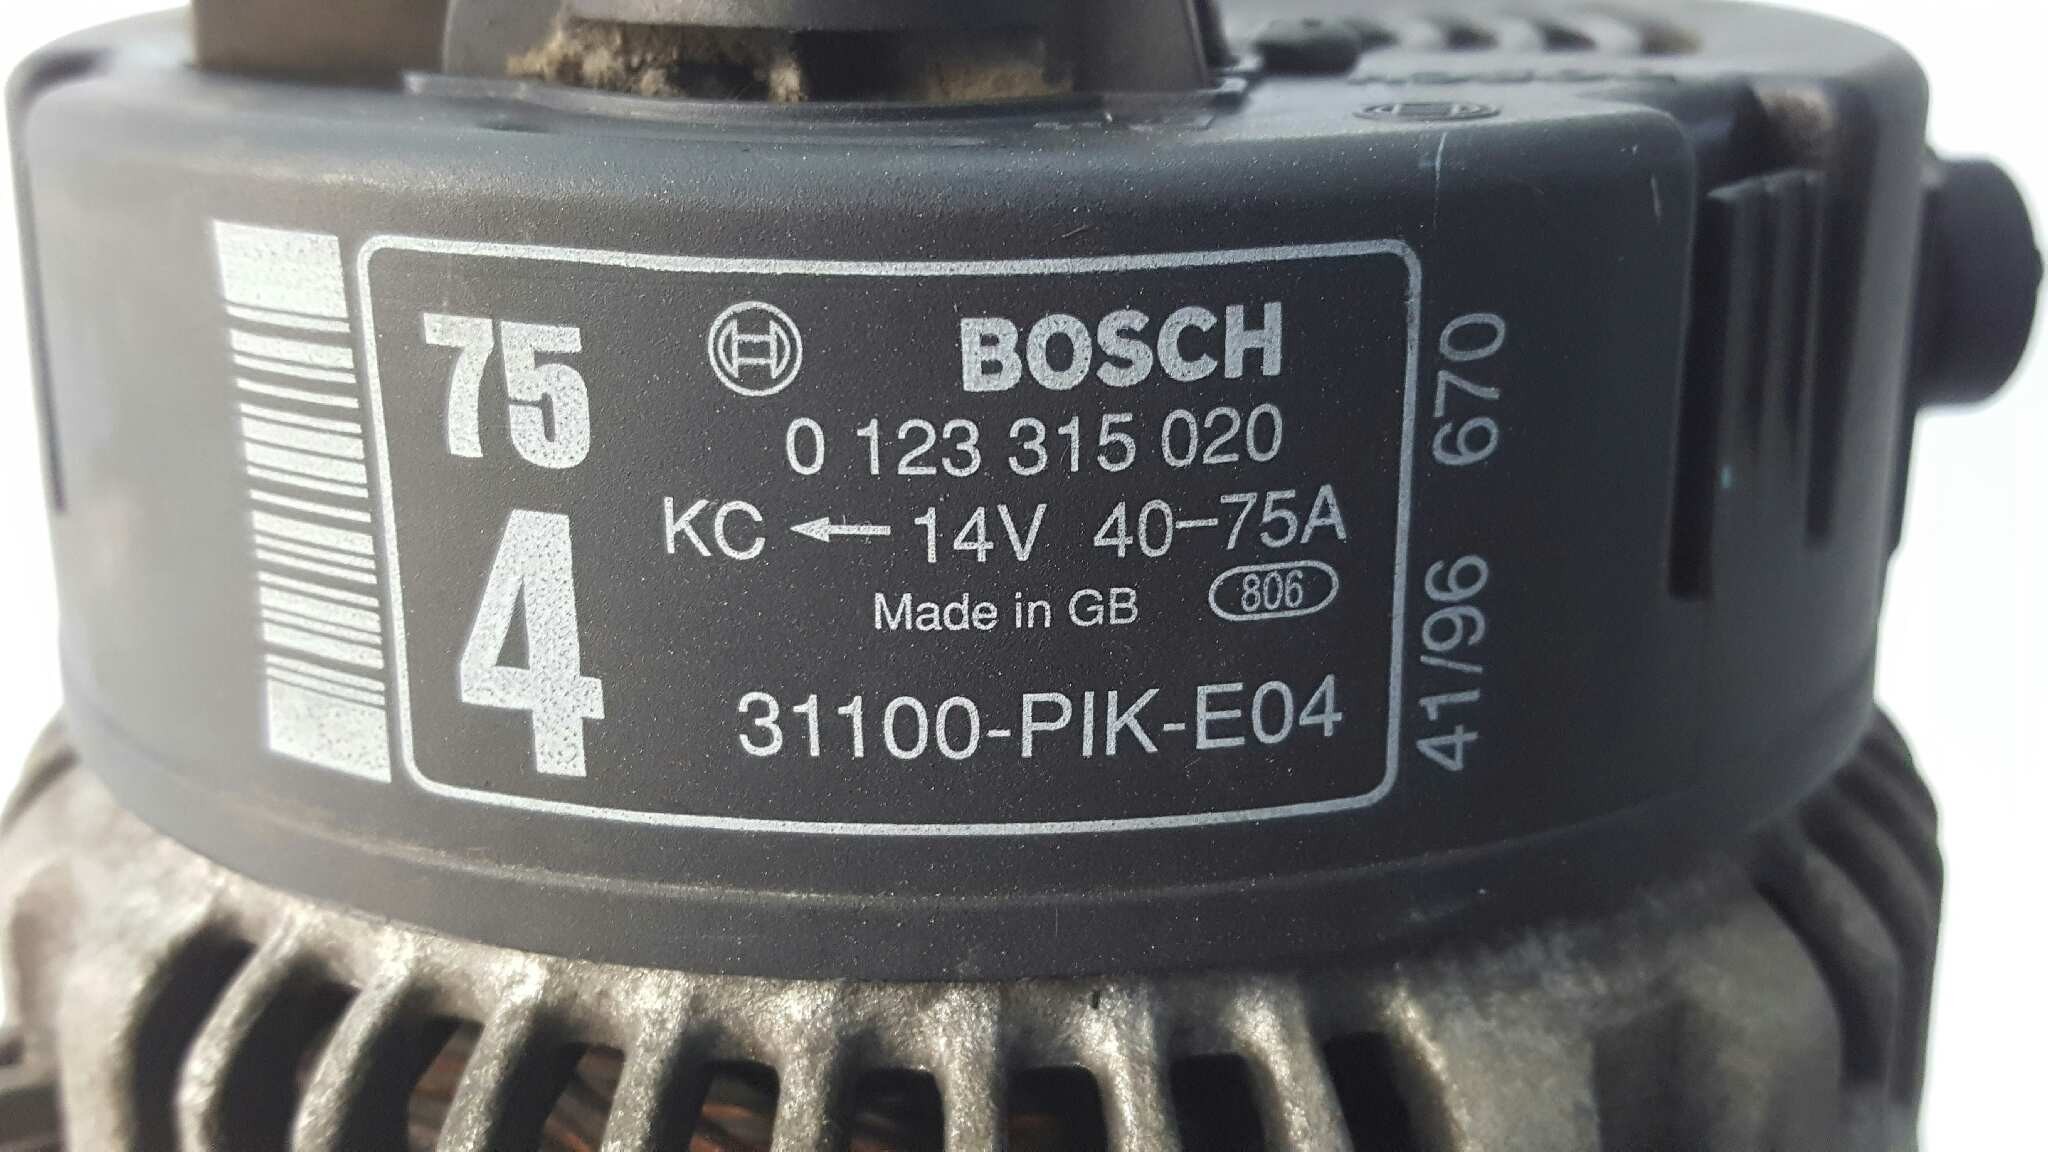 75
4
BOSCH
0 123 315 020
KC ← 14V 40-75A
Made in GB 806
31100-PIK-E04
41/96 670